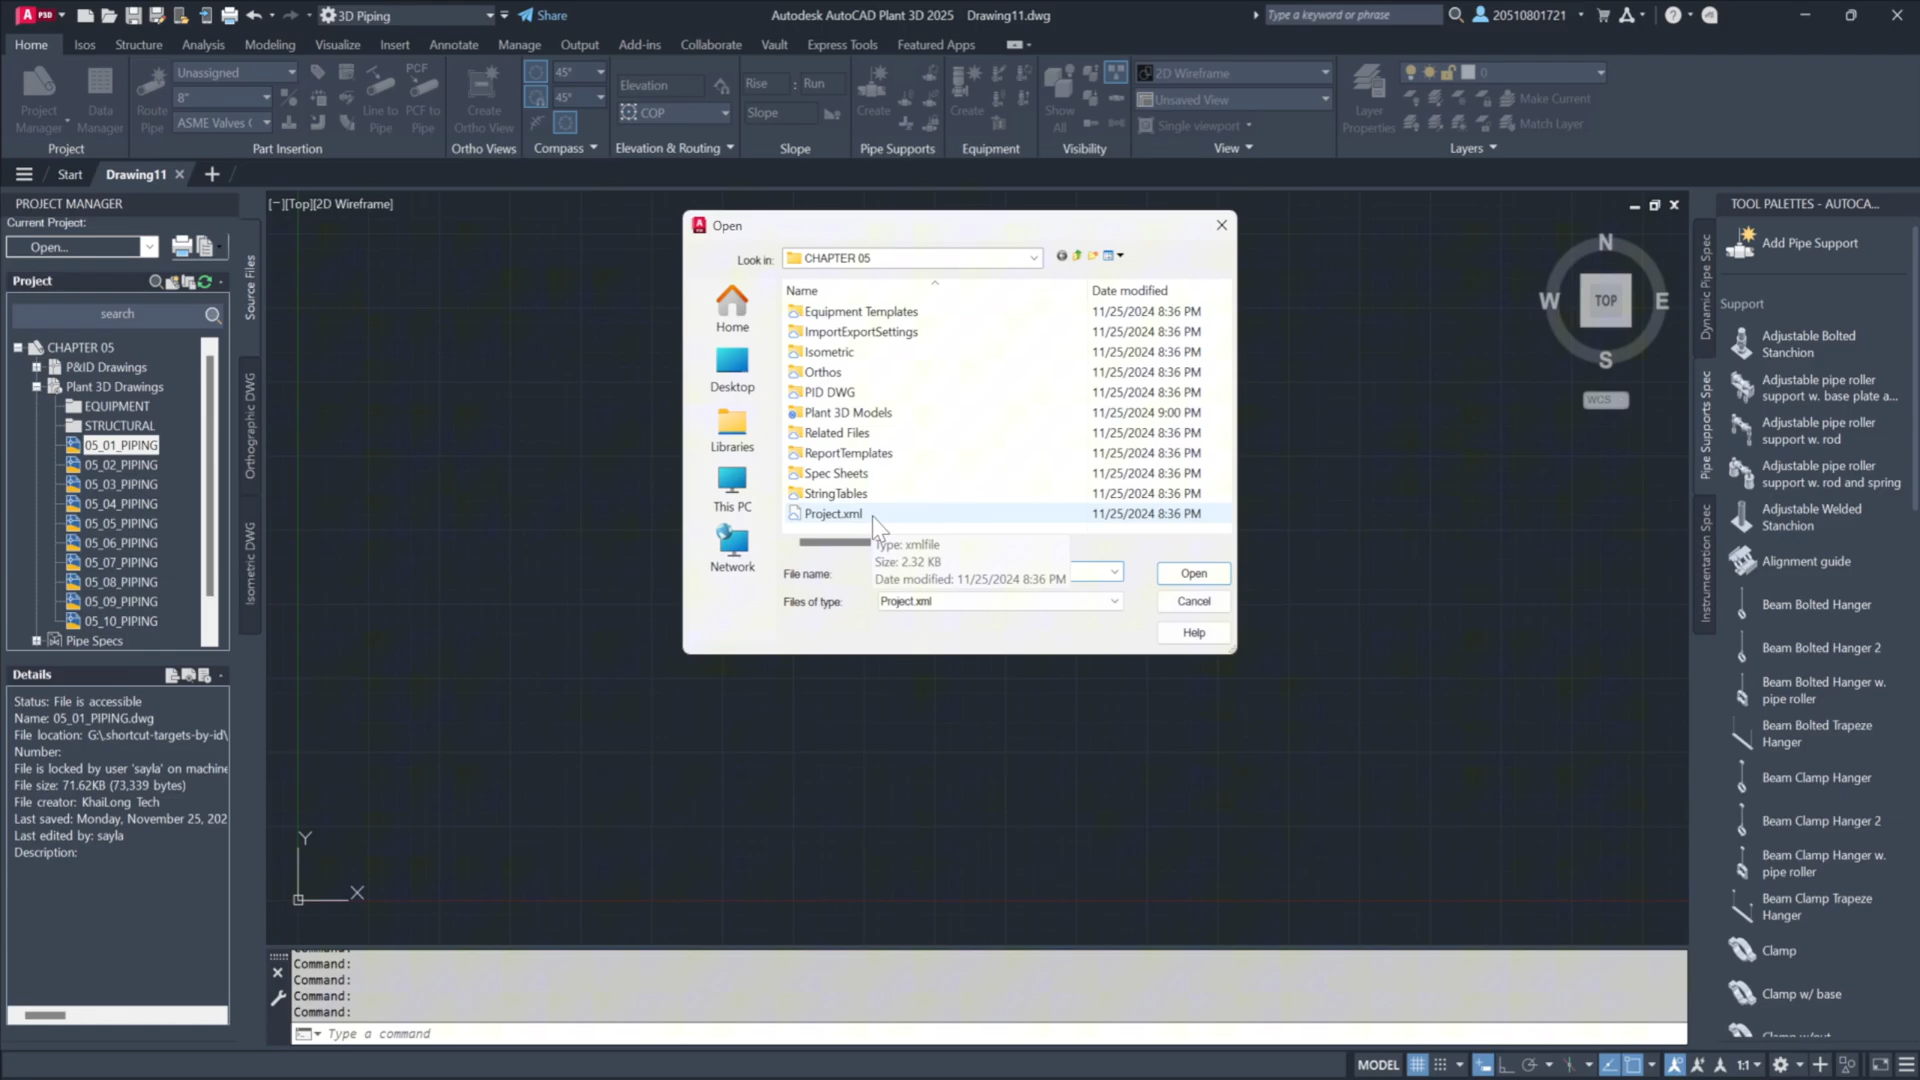 P3D
3D Piping
Share
Autodesk AutoCAD Plant 3D 2025 Drawing11.dwg
Type a keyword or phrase
20510801721
Home Isos Structure Analysis Modeling Visualize Insert Annotate Manage Output Add-ins Collaborate Vault Express Tools Featured Apps
Project
Manager
Data
Manager
Project
Route
Pipe
Unassigned
8"
ASME Valves (
Line to
Pipe
PCF
PCF to
Pipe
Part Insertion
Create
Ortho View
Ortho Views
45°
45°
Compass
Elevation
COP
Elevation & Routing
Rise : Run
Slope
Slope
Create
Pipe Supports
Create
Equipment
Show
All
Visibility
2D Wireframe
Unsaved View
Single viewport
View
Layer
Properties
0
Make Current
Match Layer
Layers
Start
Drawing11
PROJECT MANAGER
Current Project:
Open...
Project
search
CHAPTER 05
P&ID Drawings
Plant 3D Drawings
EQUIPMENT
STRUCTURAL
05_01_PIPING
05_02_PIPING
05_03_PIPING
05_04_PIPING
05_05_PIPING
05_06_PIPING
05_07_PIPING
05_08_PIPING
05_09_PIPING
05_10_PIPING
Pipe Specs
Source Files
Orthographic DWG
Isometric DWG
Details
Status: File is accessible
Name: 05_01_PIPING.dwg
File location: G:\.shortcut-targets-by-id\
Number:
File is locked by user 'sayla' on machine
File size: 71.62KB (73,339 bytes)
File creator: KhaiLong Tech
Last saved: Monday, November 25, 202
Last edited by: sayla
Description:
[−][Top][2D Wireframe]
Open
Look in: CHAPTER 05
Home
Desktop
Libraries
This PC
Network
Name Date modified
Equipment Templates 11/25/2024 8:36 PM
ImportExportSettings 11/25/2024 8:36 PM
Isometric 11/25/2024 8:36 PM
Orthos 11/25/2024 8:36 PM
PID DWG 11/25/2024 8:36 PM
Plant 3D Models 11/25/2024 9:00 PM
Related Files 11/25/2024 8:36 PM
ReportTemplates 11/25/2024 8:36 PM
Spec Sheets 11/25/2024 8:36 PM
StringTables 11/25/2024 8:36 PM
Project.xml 11/25/2024 8:36 PM
Type: xmlfile
Size: 2.32 KB
Date modified: 11/25/2024 8:36 PM
File name:
Open
Files of type: Project.xml
Cancel
Help
N
W TOP E
S
WCS
Y
X
Command:
Command:
Command:
Command:
Type a command
TOOL PALETTES - AUTOCA...
Dynamic Pipe Spec
Pipe Supports Spec
Instrumentation Spec
Add Pipe Support
Support
Adjustable Bolted
Stanchion
Adjustable pipe roller
support w. base plate a...
Adjustable pipe roller
support w. rod
Adjustable pipe roller
support w. rod and spring
Adjustable Welded
Stanchion
Alignment guide
Beam Bolted Hanger
Beam Bolted Hanger 2
Beam Bolted Hanger w.
pipe roller
Beam Bolted Trapeze
Hanger
Beam Clamp Hanger
Beam Clamp Hanger 2
Beam Clamp Hanger w.
pipe roller
Beam Clamp Trapeze
Hanger
Clamp
Clamp w/ base
MODEL
1:1